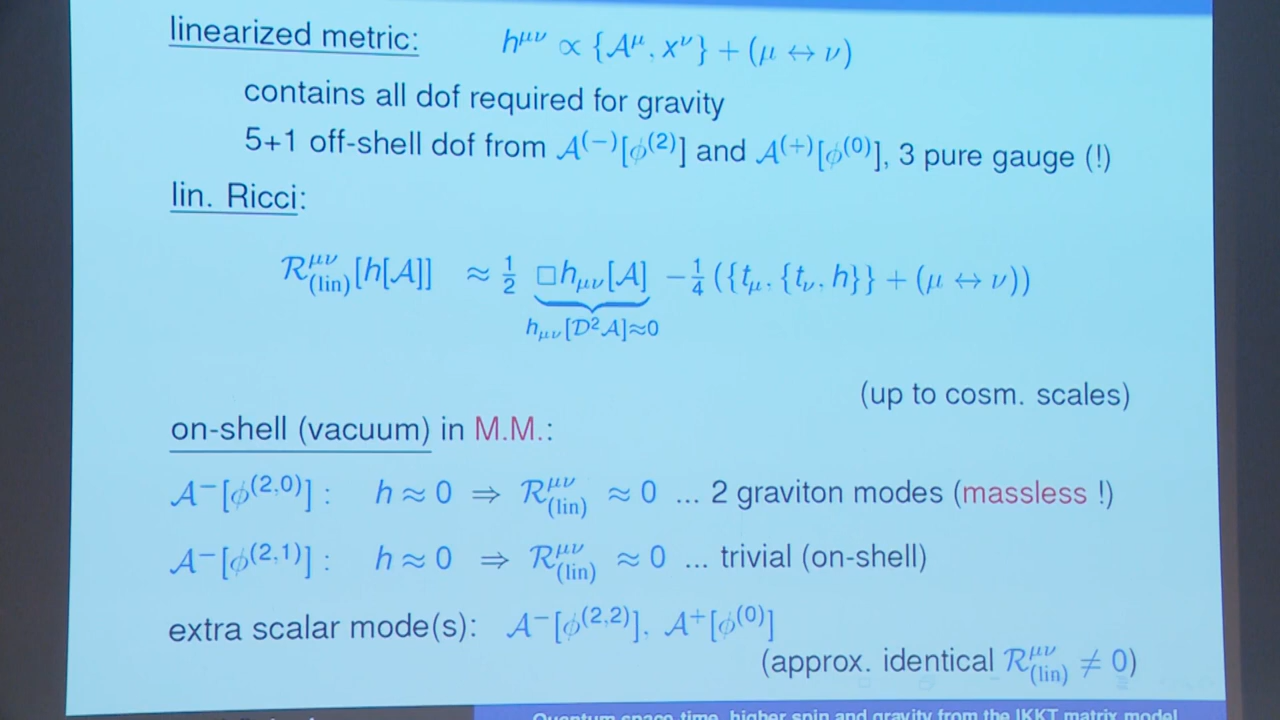 linearized metric: h^{μν} ∝ {A^μ, x^ν} + (μ ↔ ν)
contains all dof required for gravity
5+1 off-shell dof from A^{(−)}[ϕ^{(2)}] and A^{(+)}[ϕ^{(0)}], 3 pure gauge (!)
lin. Ricci:
R^{μν}_{(lin)}[h[A]] ≈ 1/2 □h_{μν}[A] −1/4 ({t_μ, {t_ν, h}} + (μ ↔ ν))
h_{μν}[D²A]≈0
(up to cosm. scales)
on-shell (vacuum) in M.M.:
A^−[ϕ^{(2,0)}] : h ≈ 0 ⇒ R^{μν}_{(lin)} ≈ 0 ... 2 graviton modes (massless !)
A^−[ϕ^{(2,1)}] : h ≈ 0 ⇒ R^{μν}_{(lin)} ≈ 0 ... trivial (on-shell)
extra scalar mode(s): A^−[ϕ^{(2,2)}], A^+[ϕ^{(0)}]
(approx. identical R^{μν}_{(lin)} ≠ 0)
Quantum space-time, higher spin and gravity from the IKKT matrix model